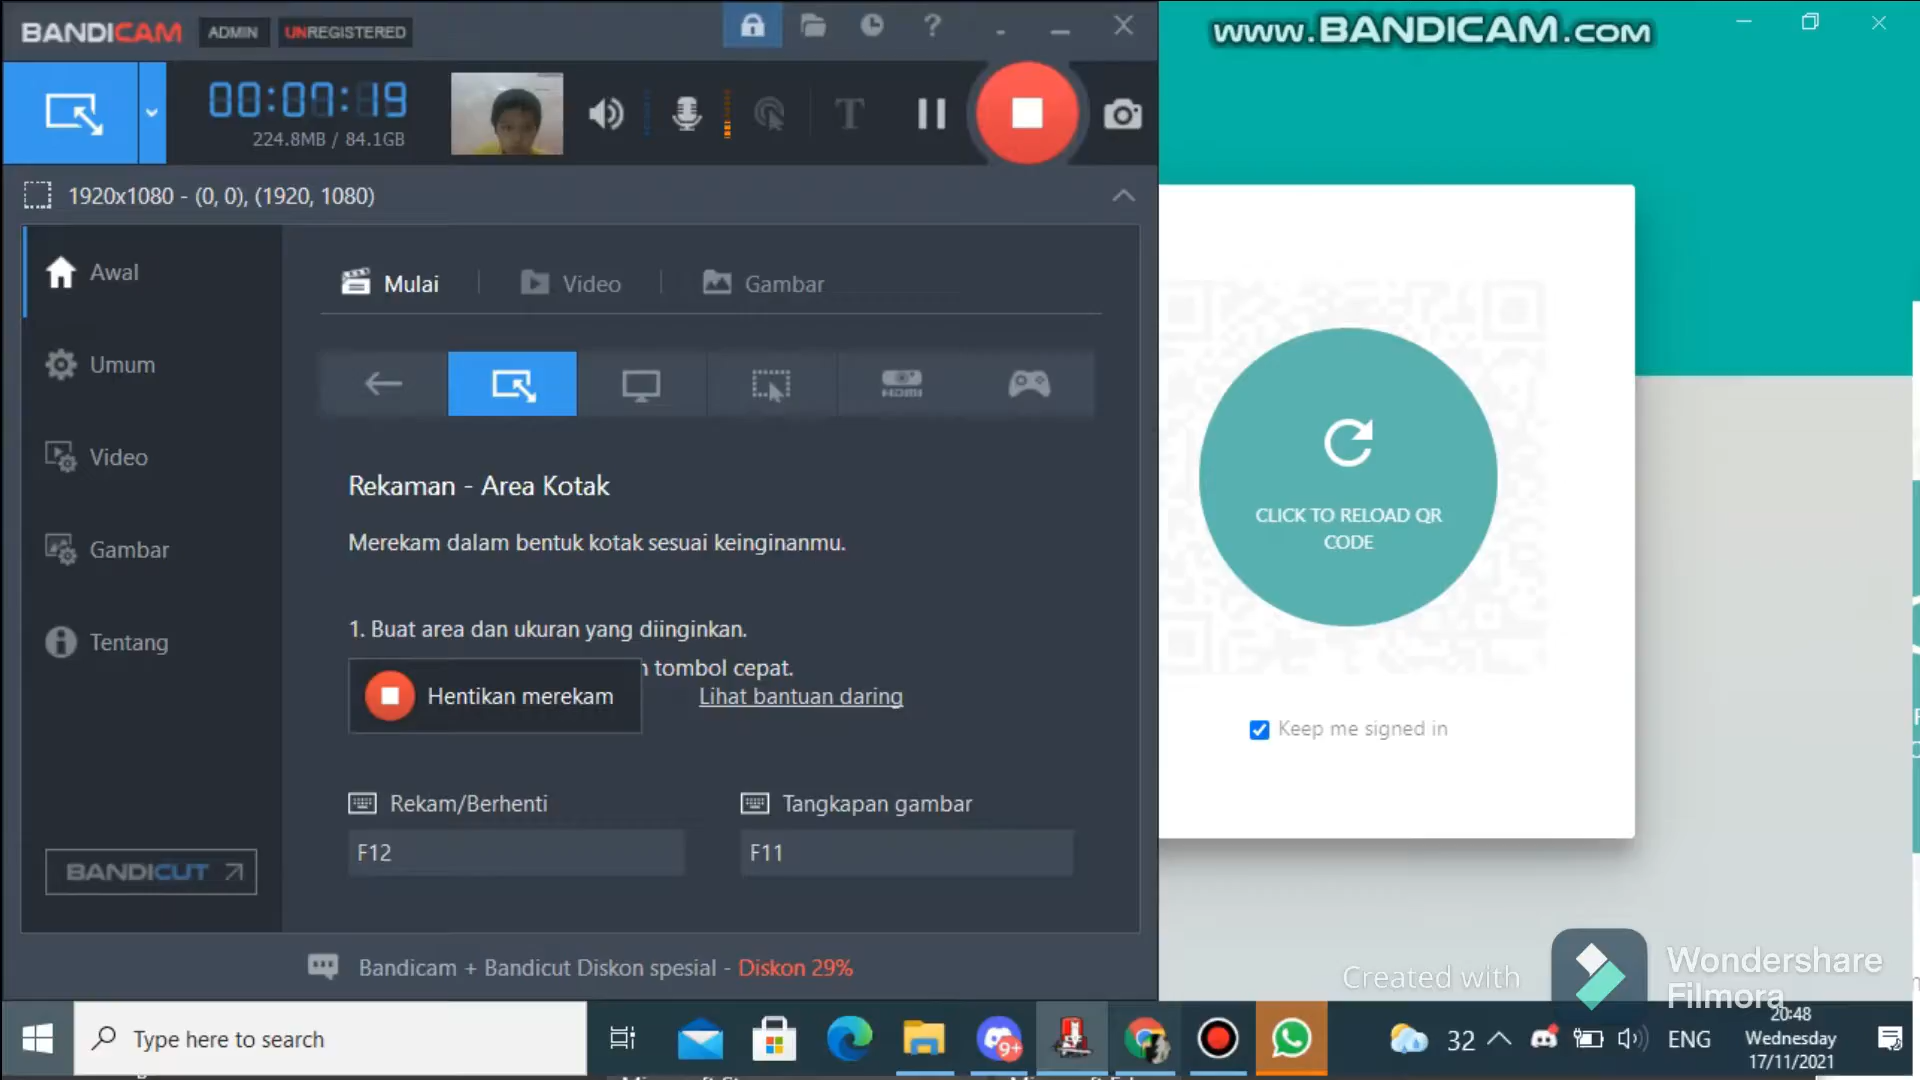 BANDICAM ADMIN UNREGISTERED
www.BANDICAM.com
00:07:19
224.8MB / 84.1GB
1920x1080 - (0, 0), (1920, 1080)
Awal
Umum
Video
Gambar
Tentang
BANDICUT
Mulai Video Gambar
HDMI
Rekaman - Area Kotak
Merekam dalam bentuk kotak sesuai keinginanmu.
1. Buat area dan ukuran yang diinginkan.
tombol cepat.
Hentikan merekam
Lihat bantuan daring
Rekam/Berhenti
F12
Tangkapan gambar
F11
Bandicam + Bandicut Diskon spesial - Diskon 29%
CLICK TO RELOAD QR
CODE
Keep me signed in
Created with
Wondershare
Filmora
Type here to search
9+
32
ENG
20:48
Wednesday
17/11/2021